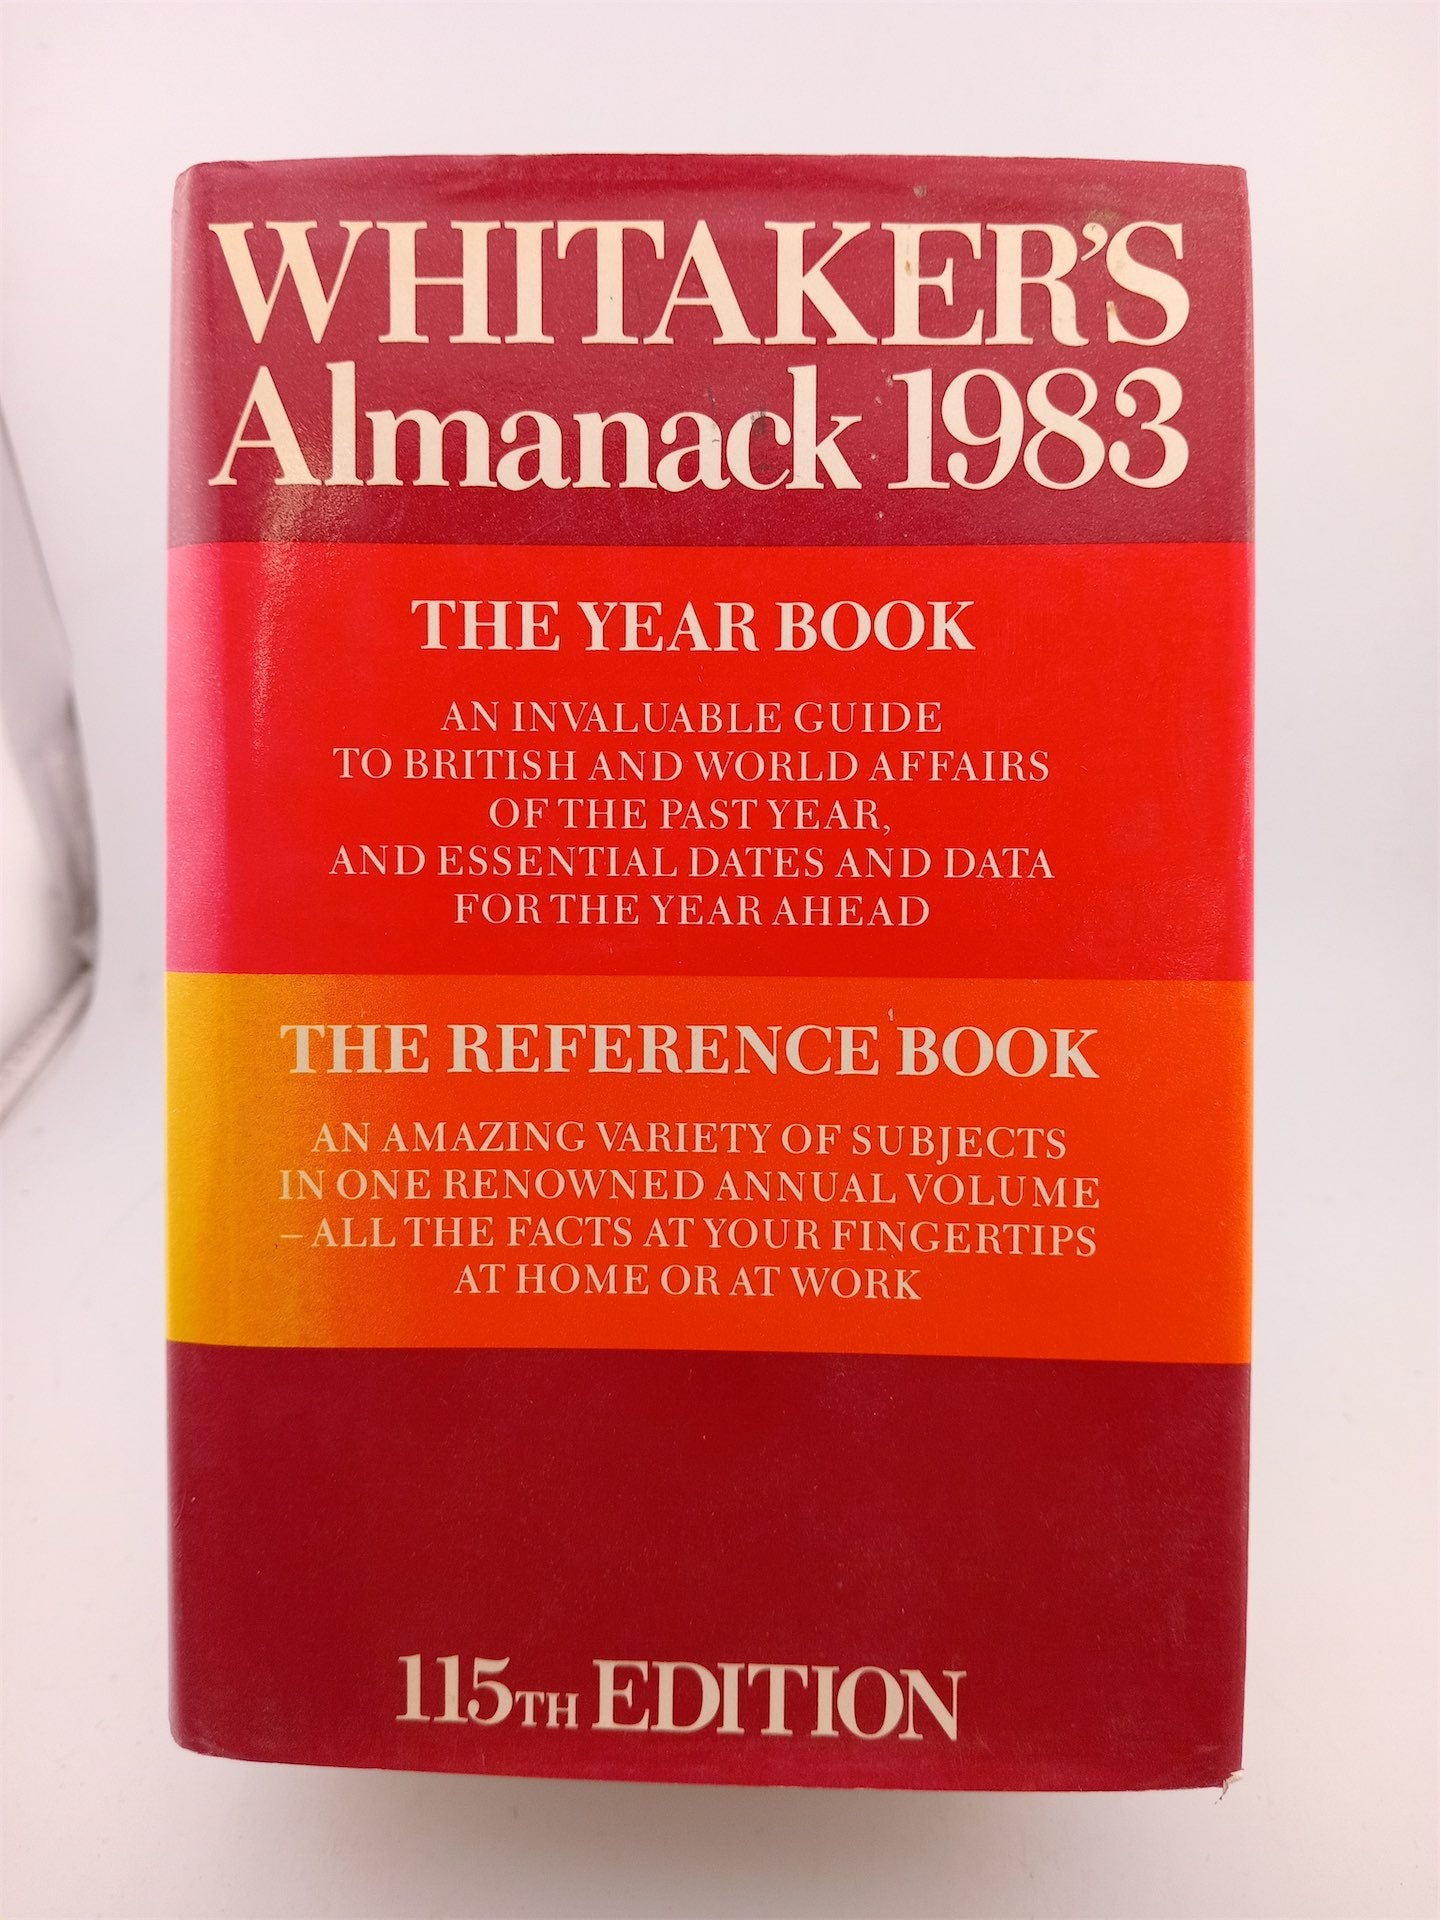 WHITAKER'S
Almanack 1983
THE YEAR BOOK
AN INVALUABLE GUIDE
TO BRITISH AND WORLD AFFAIRS
OF THE PAST YEAR,
AND ESSENTIAL DATES AND DATA
FOR THE YEAR AHEAD
THE REFERENCE BOOK
AN AMAZING VARIETY OF SUBJECTS
IN ONE RENOWNED ANNUAL VOLUME
– ALL THE FACTS AT YOUR FINGERTIPS
AT HOME OR AT WORK
115TH EDITION